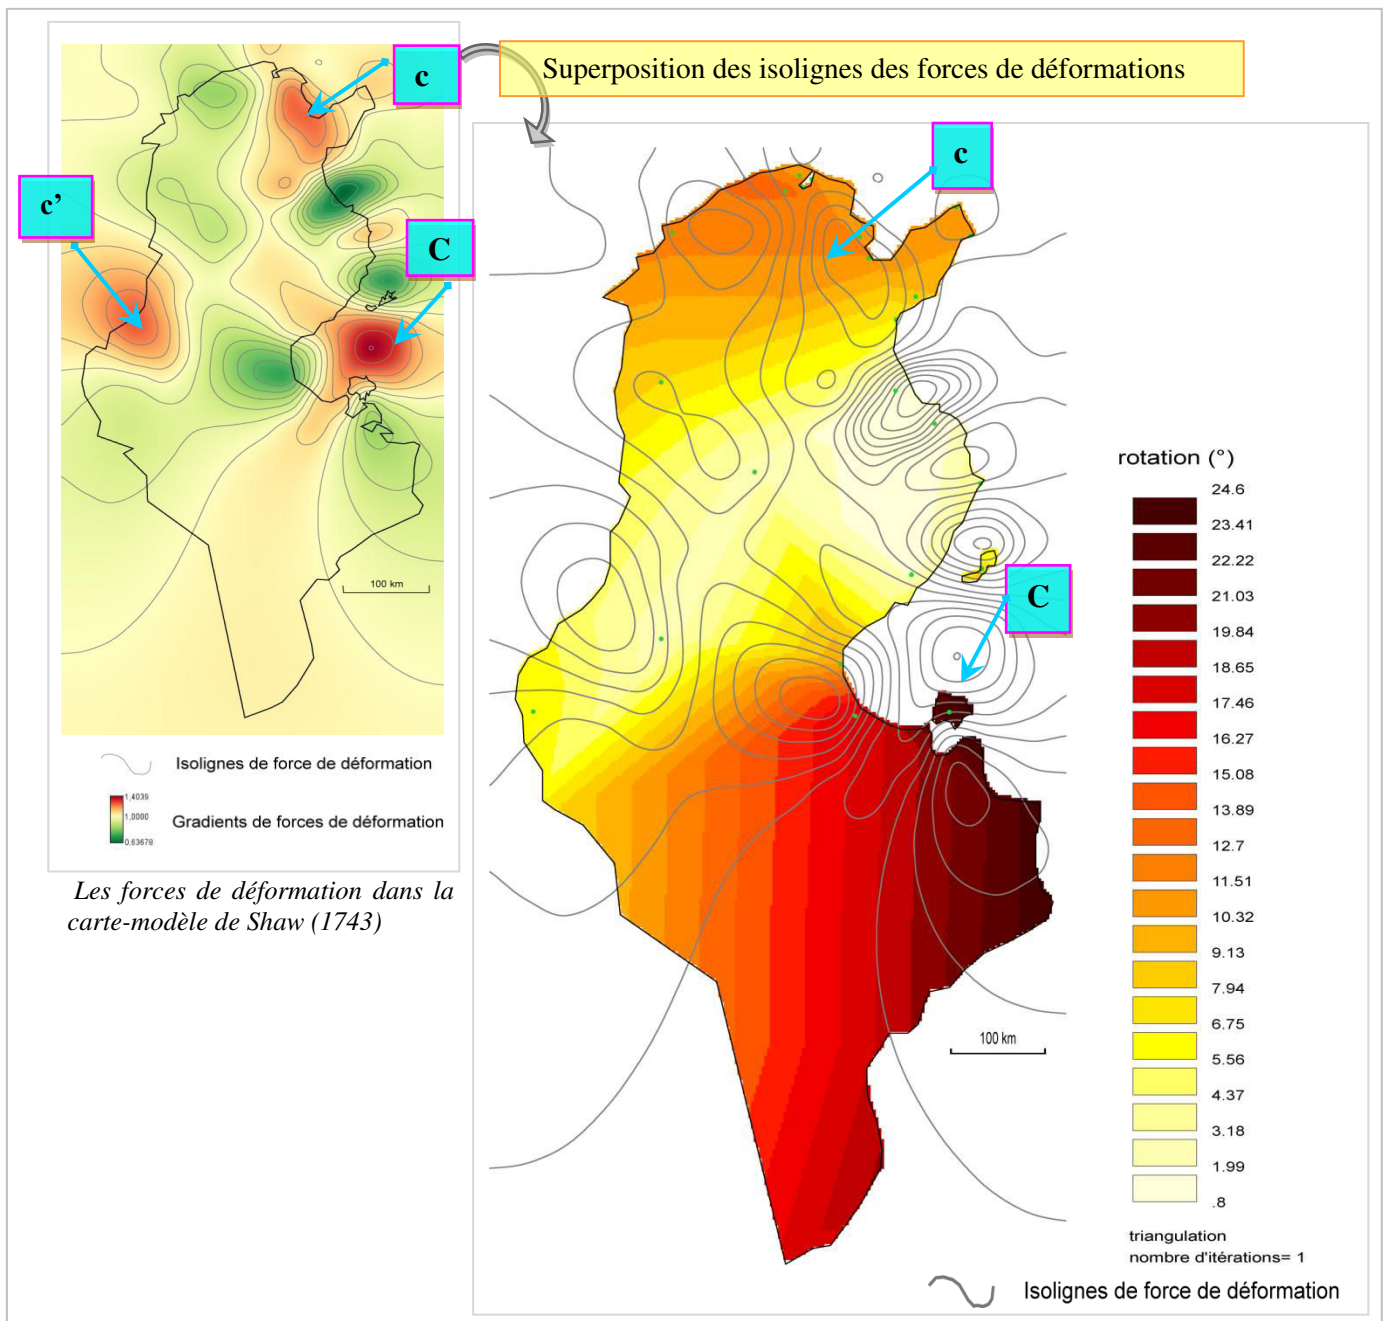 c
Superposition des isolignes des forces de déformations
c
c’
C
C
100 km
Isolignes de force de déformation
1,4039
1,0000
0,63678
Gradients de forces de déformation
Les forces de déformation dans la
carte-modèle de Shaw (1743)
rotation (°)
24.6
23.41
22.22
21.03
19.84
18.65
17.46
16.27
15.08
13.89
12.7
11.51
10.32
9.13
7.94
6.75
5.56
4.37
3.18
1.99
.8
100 km
triangulation
nombre d'itérations= 1
Isolignes de force de déformation